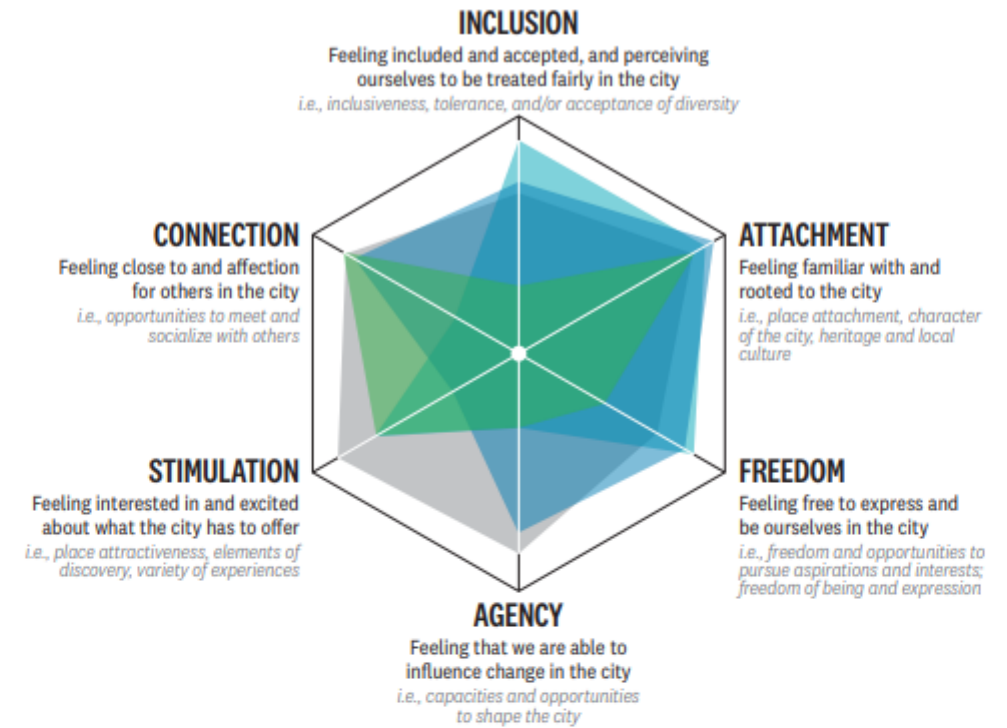 INCLUSION
Feeling included and accepted, and perceiving
ourselves to be treated fairly in the city
i.e., inclusiveness, tolerance, and/or acceptance of diversity
CONNECTION
Feeling close to and affection
for others in the city
i.e., opportunities to meet and
socialize with others
ATTACHMENT
Feeling familiar with and
rooted to the city
i.e., place attachment, character
of the city, heritage and local
culture
STIMULATION
Feeling interested in and excited
about what the city has to offer
i.e., place attractiveness, elements of
discovery, variety of experiences
FREEDOM
Feeling free to express and
be ourselves in the city
i.e., freedom and opportunities to
pursue aspirations and interests;
freedom of being and expression
AGENCY
Feeling that we are able to
influence change in the city
i.e., capacities and opportunities
to shape the city